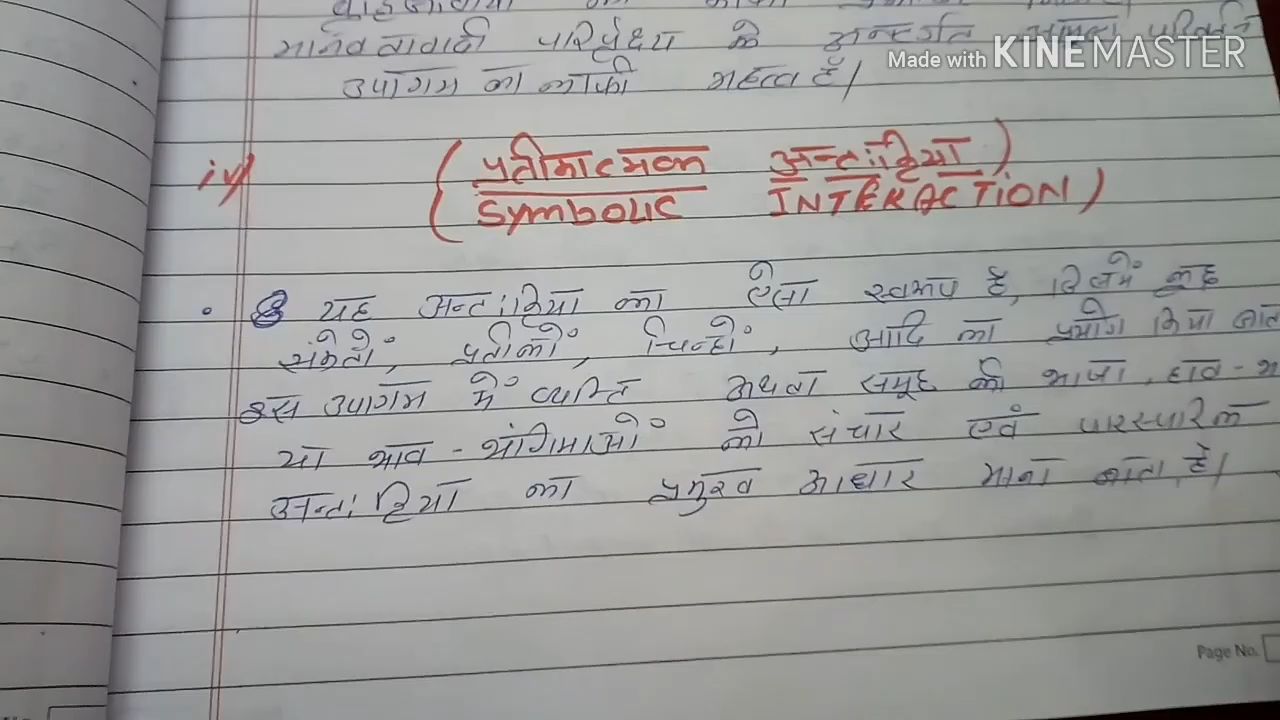 मानवतावादी परिप्रेक्ष्य के अन्तर्गत
उपागम का काफी महत्व है।
Made with KINEMASTER
iv) (प्रतीकात्मक अन्तःक्रिया)
(SYMBOLIC INTERACTION)
• यह अन्तःक्रिया का ऐसा स्वरूप है, जिसमें कुछ
संकेतों, प्रतीकों, चिन्हों, आदि का प्रयोग किया जात
इस उपागम में व्यक्ति अथवा समूह की भाषा, हाव-भ
या भाव-भंगिमाओं को संचार एवं पारस्परिक
अन्तःक्रिया का प्रमुख आधार माना जाता है।
Page No.